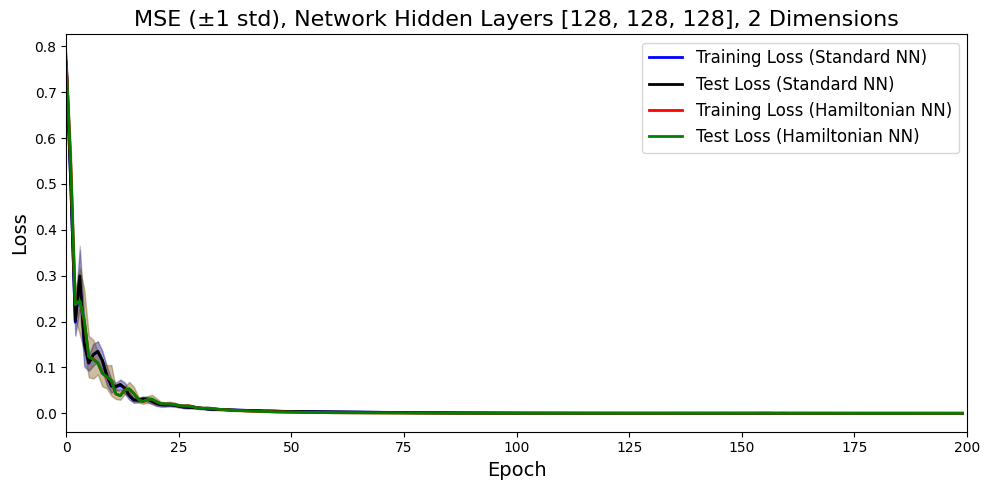 MSE (±1 std), Network Hidden Layers [128, 128, 128], 2 Dimensions
Training Loss (Standard NN)
Test Loss (Standard NN)
Training Loss (Hamiltonian NN)
Test Loss (Hamiltonian NN)
Loss
0.8
0.7
0.6
0.5
0.4
0.3
0.2
0.1
0.0
0 25 50 75 100 125 150 175 200
Epoch